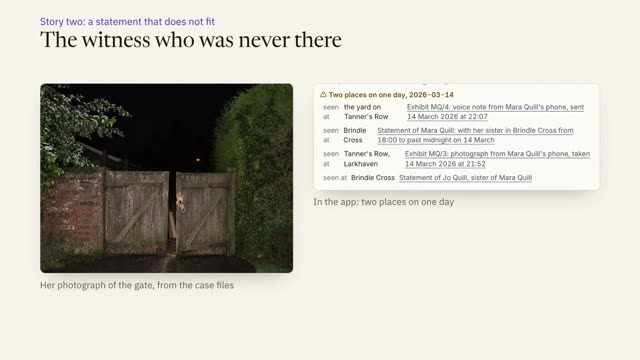 Story two: a statement that does not fit
The witness who was never there
Two places on one day, 2026-03-14
seen at the yard on Tanner's Row Exhibit MQ/4: voice note from Mara Quill's phone, sent 14 March 2026 at 22:07
seen at Brindle Cross Statement of Mara Quill: with her sister in Brindle Cross from 18:00 to past midnight on 14 March
seen at Tanner's Row, Larkhaven Exhibit MQ/3: photograph from Mara Quill's phone, taken 14 March 2026 at 21:52
seen at Brindle Cross Statement of Jo Quill, sister of Mara Quill
In the app: two places on one day
Her photograph of the gate, from the case files